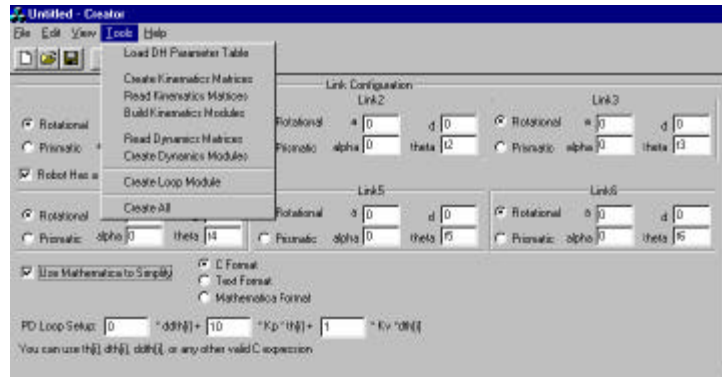 Untitled - Creator
File Edit View Tools Help
Load DH Parameter Table
Create Kinematics Matrices
Read Kinematics Matrices
Build Kinematics Modules
Read Dynamics Matrices
Create Dynamics Modules
Create Loop Module
Create All
Link Configuration
Link2 Link3
Rotational Rotational a 0 d 0 Rotational a 0 d 0
Prismatic Prismatic alpha 0 theta t2 Prismatic alpha 0 theta t3
Robot Has a
Link5 Link6
Rotational Rotational a 0 d 0 Rotational a 0 d 0
Prismatic alpha 0 theta t4 Prismatic alpha 0 theta t5 Prismatic alpha 0 theta t6
Use Mathematica to Simplify
C Format
Text Format
Mathematica Format
PD Loop Setup: 0 * ddth[i] + 10 * Kp * th[i] + 1 * Kv * dth[i]
You can use th[i], dth[i], ddth[i], or any other valid C expression